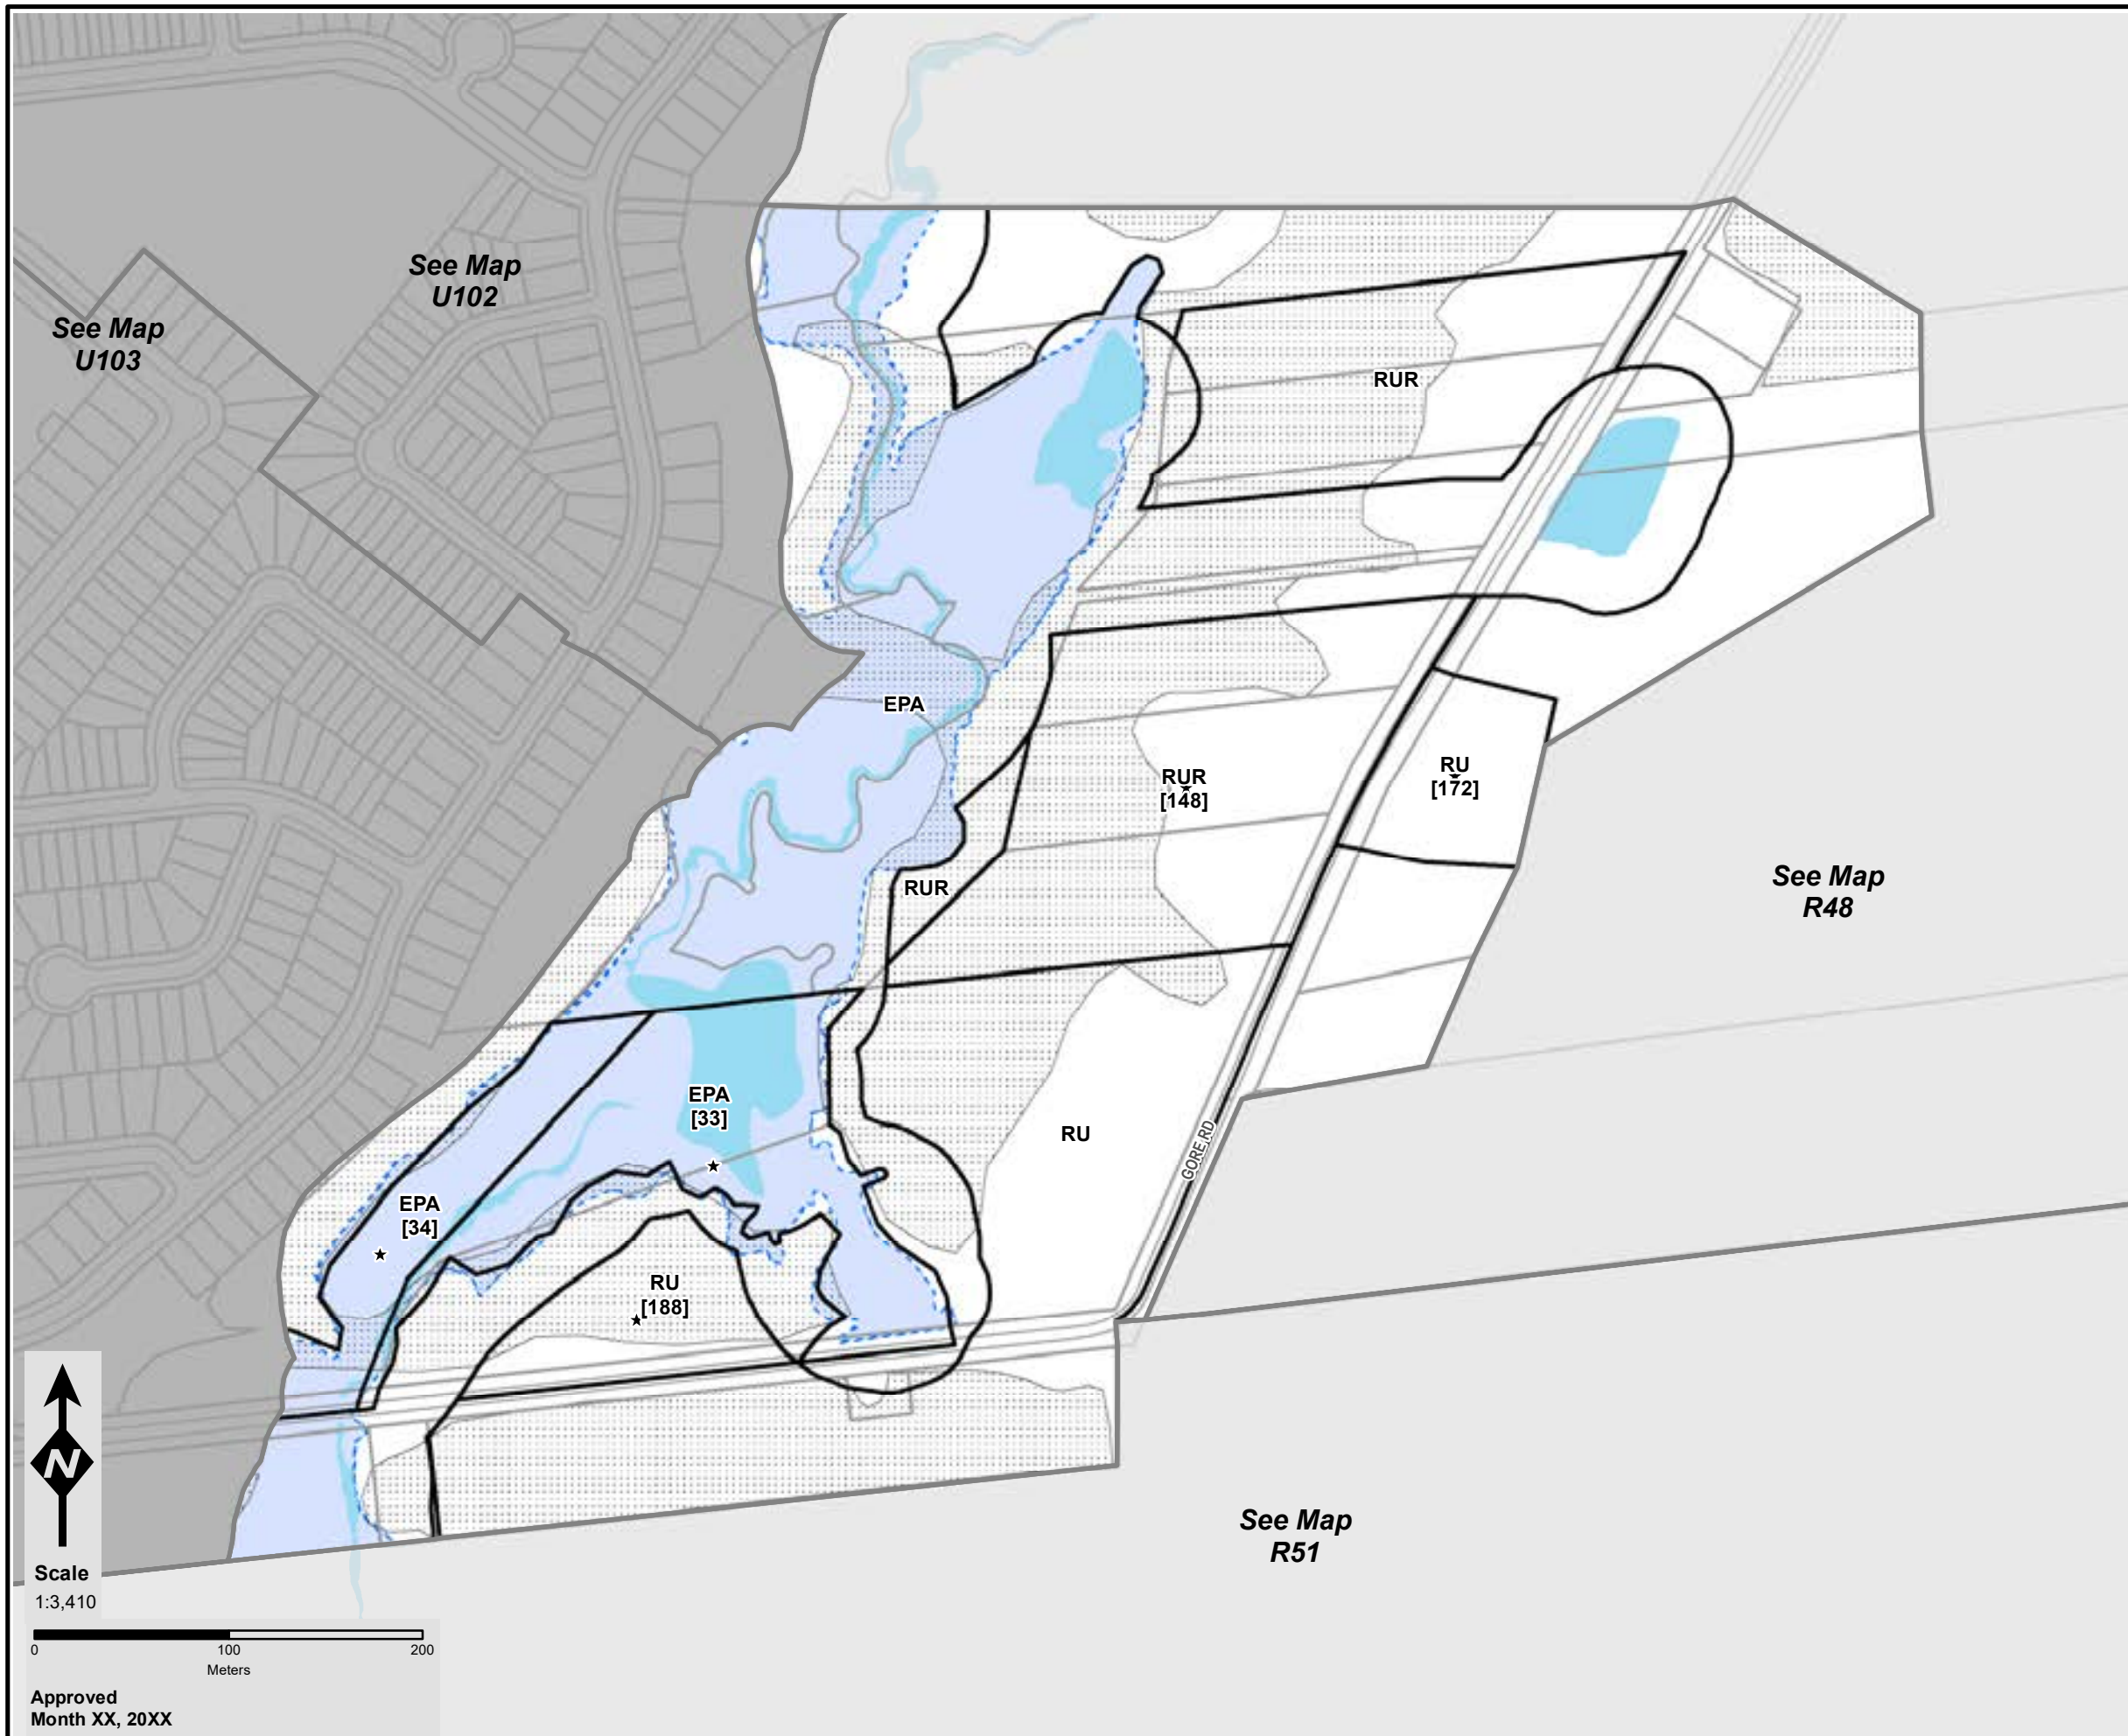 See Map
U102
See Map
U103
RUR
EPA
RUR
[148]
RU
[172]
RUR
See Map
R48
EPA
[33]
RU
GORE RD
EPA
[34]
RU
[188]
N
See Map
R51
Scale
1:3,410
0 100 200
Meters
Approved
Month XX, 20XX